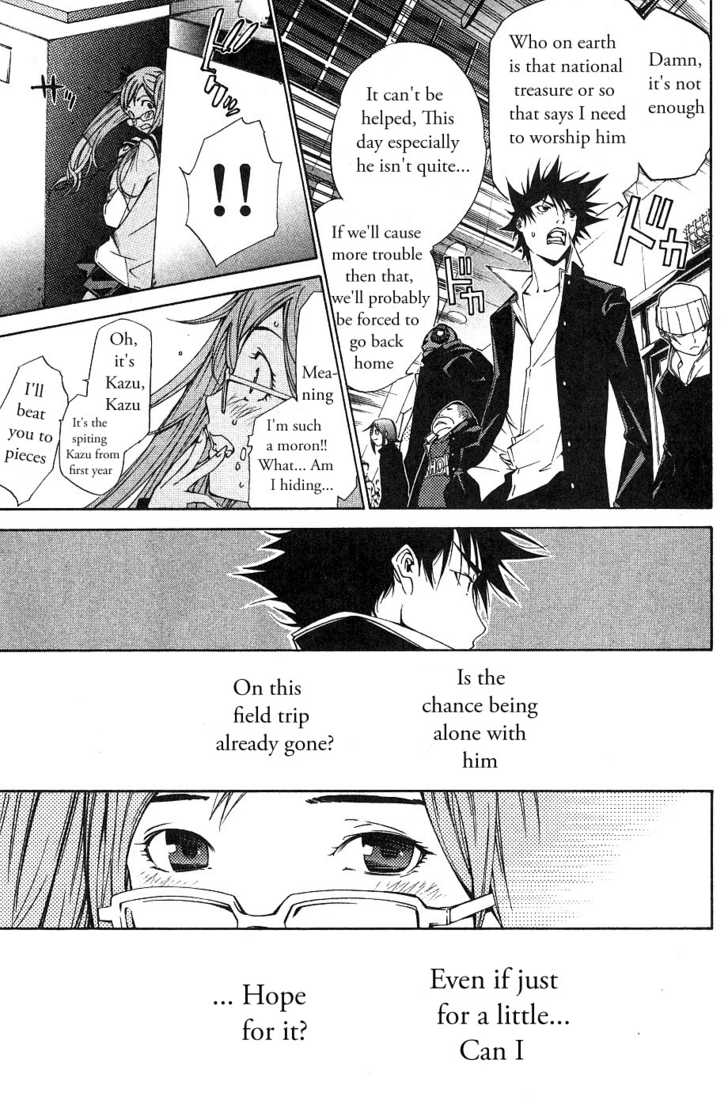 Damn,
it's not
enough
Who on earth
is that national
treasure or so
that says I need
to worship him
It can't be
helped, This
day especially
he isn't quite...
If we'll cause
more trouble
then that,
we'll probably
be forced to
go back
home
ドカ
ドカ
!!
Mea-
ning
I'm such
a moron!!
What... Am
I hiding...
Oh,
it's
Kazu,
Kazu
It's the
spiting
Kazu from
first year
I'll
beat
you to
pieces
Is the
chance being
alone with
him
On this
field trip
already gone?
Even if just
for a little...
Can I
... Hope
for it?